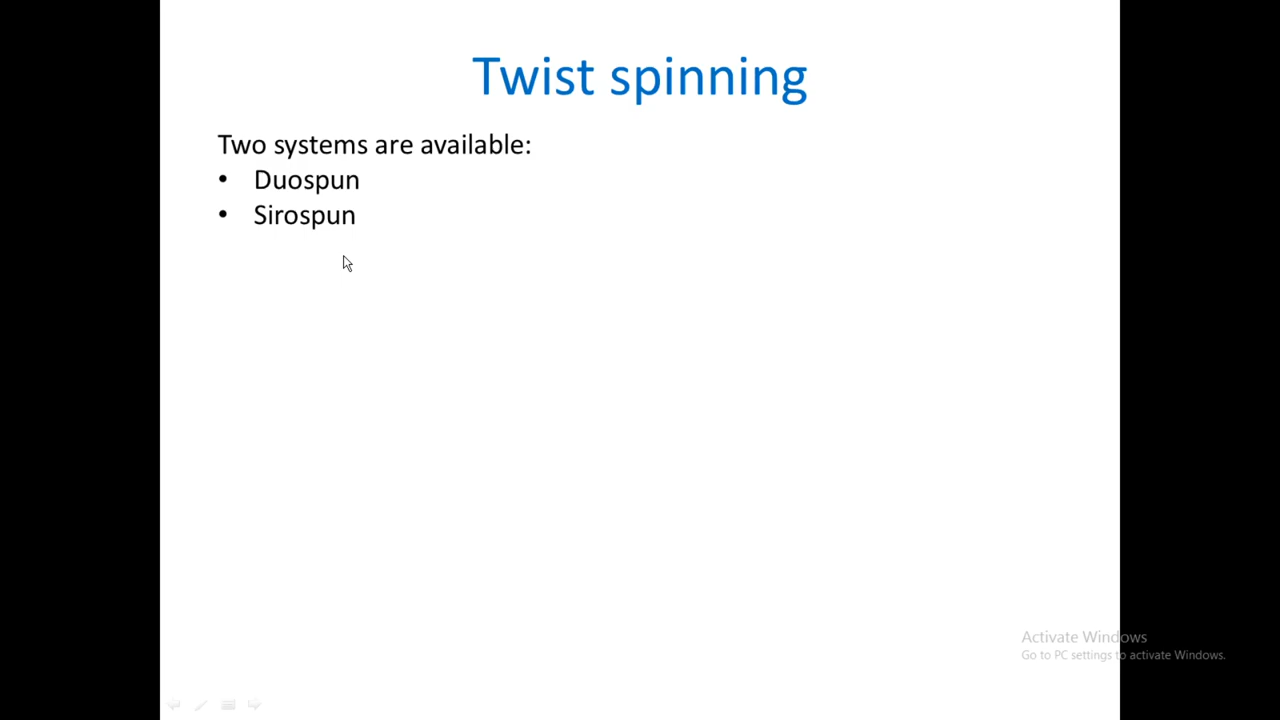 Twist spinning
Two systems are available:
• Duospun
• Sirospun
Activate Windows
Go to PC settings to activate Windows.